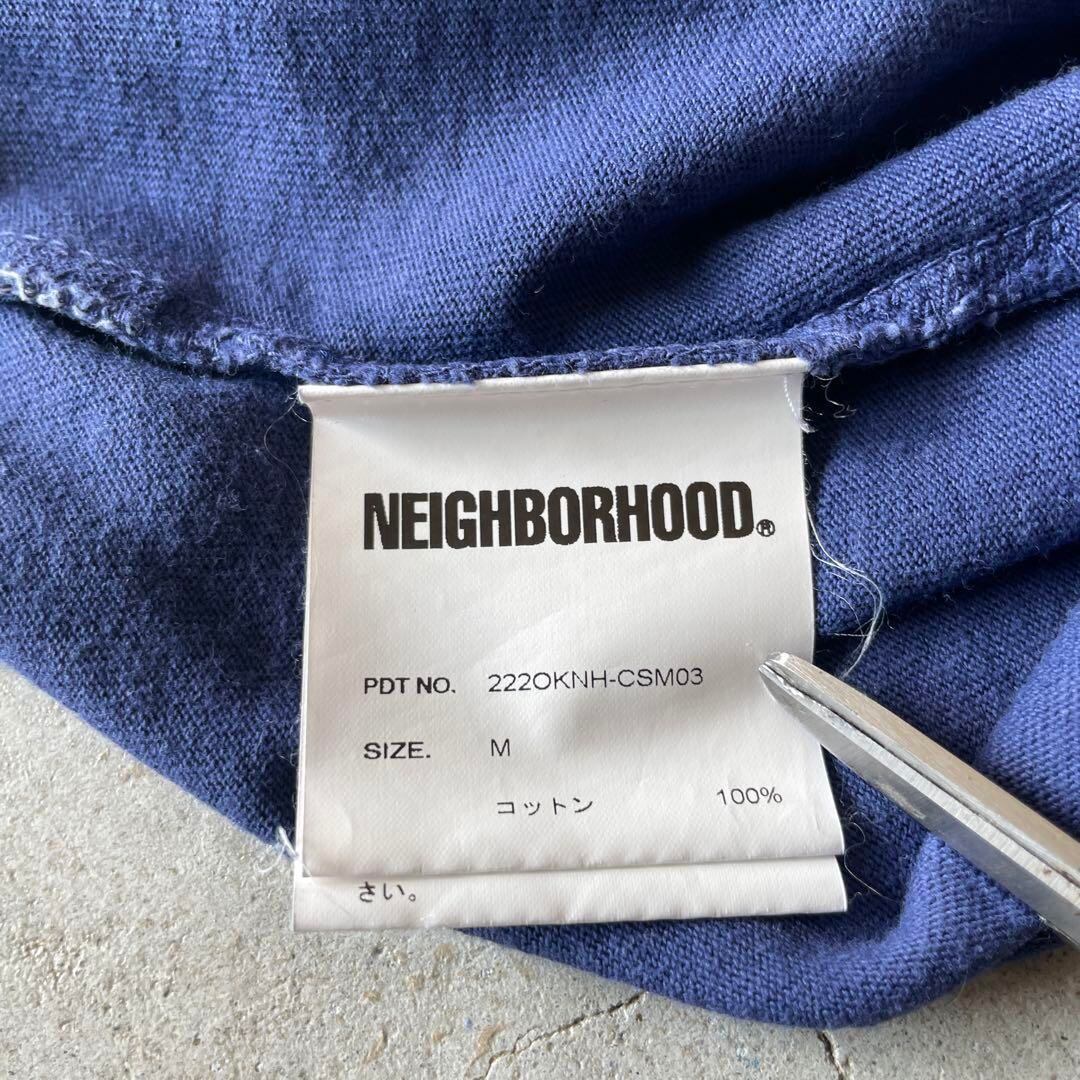 NEIGHBORHOOD®
PDT NO. 222OKNH-CSM03
SIZE. M
コットン 100%
さい。